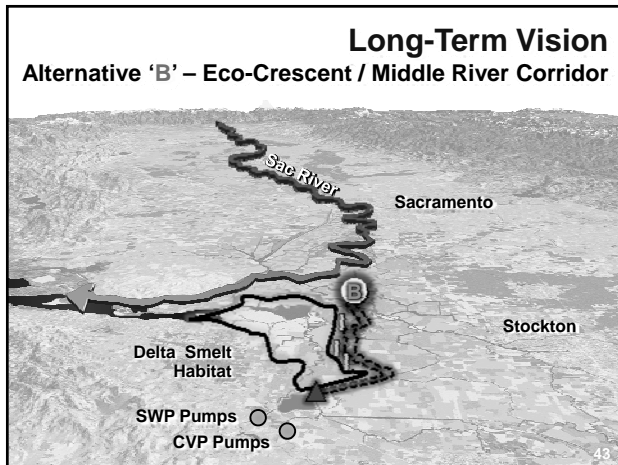 Long-Term Vision
Alternative ‘B’ – Eco-Crescent / Middle River Corridor
Sac River
Sacramento
B
Stockton
Delta Smelt
Habitat
SWP Pumps
CVP Pumps
43